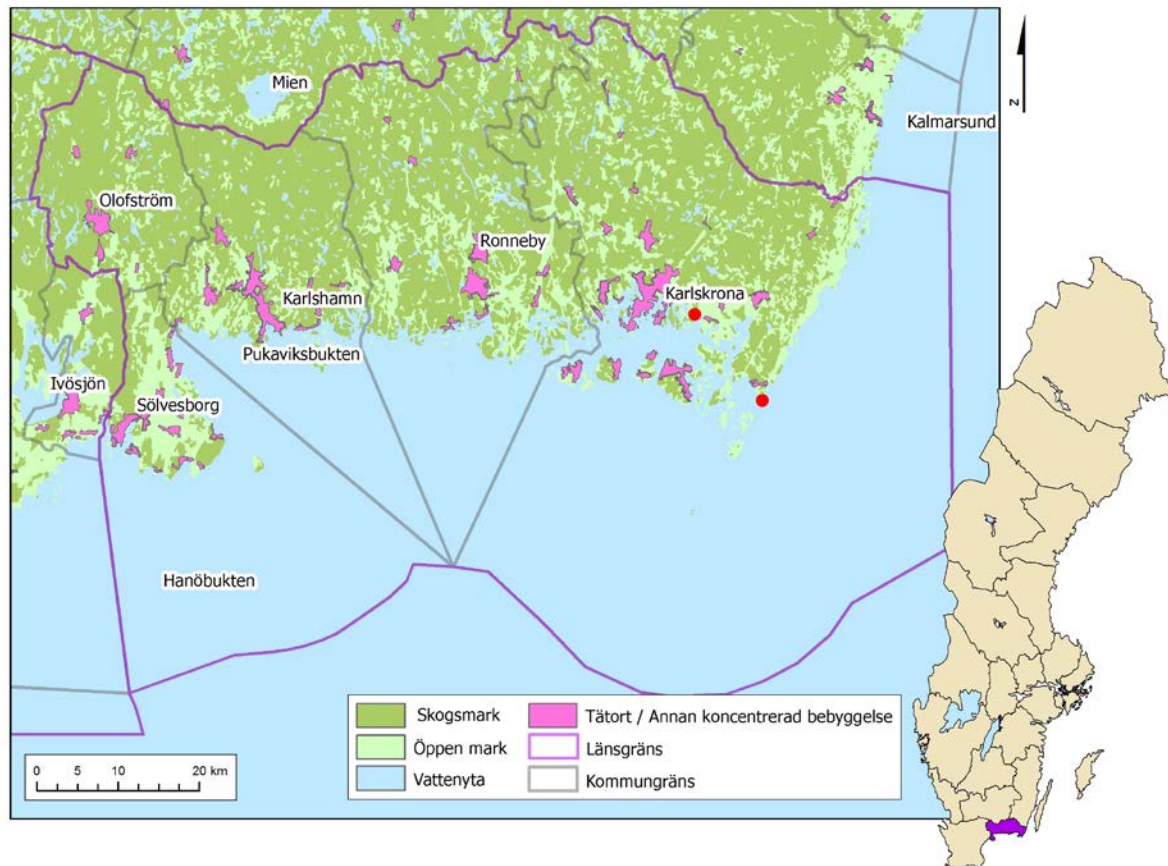 Mien
Kalmarsund
Olofström
Ronneby
Karlshamn
Karlskrona
Pukaviksbukten
Ivösjön
Sölvesborg
Hanöbukten
Skogsmark
Öppen mark
Vattenyta
Tätort / Annan koncentrerad bebyggelse
Länsgräns
Kommungräns
0 5 10 20 km
N